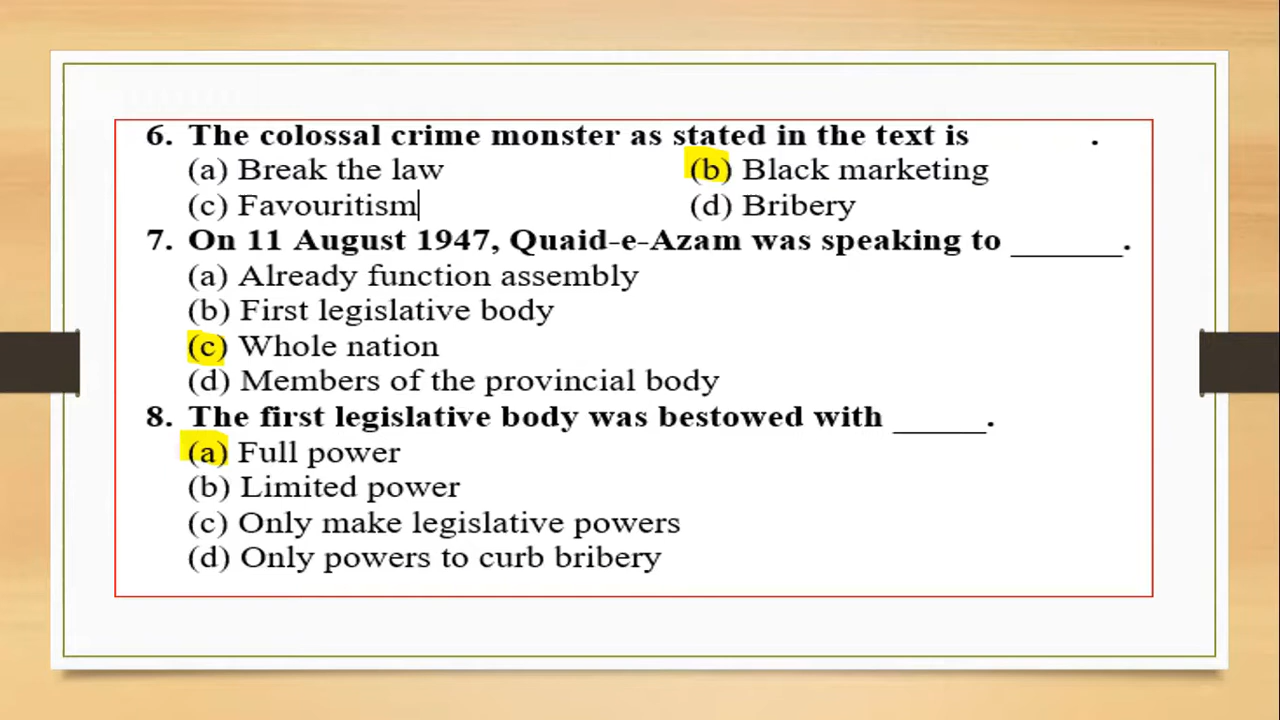 6. The colossal crime monster as stated in the text is .
(a) Break the law (b) Black marketing
(c) Favouritism (d) Bribery
7. On 11 August 1947, Quaid-e-Azam was speaking to _______.
(a) Already function assembly
(b) First legislative body
(c) Whole nation
(d) Members of the provincial body
8. The first legislative body was bestowed with ______.
(a) Full power
(b) Limited power
(c) Only make legislative powers
(d) Only powers to curb bribery